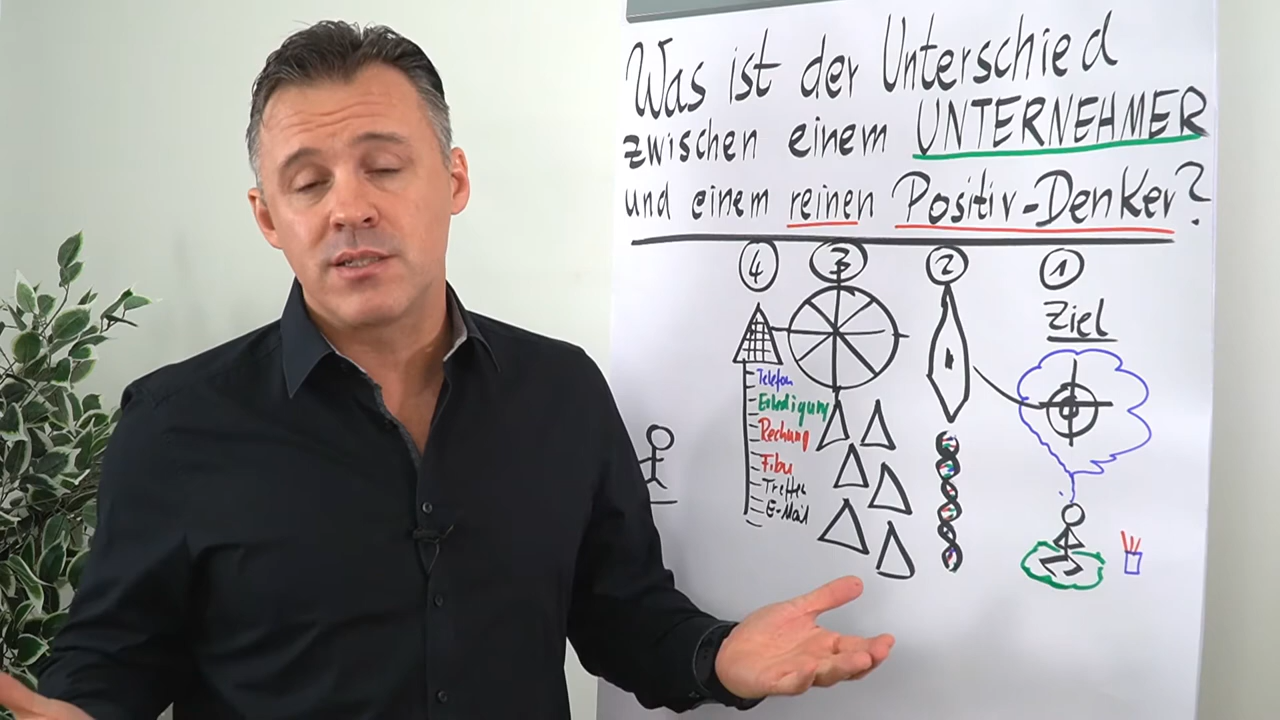 Was ist der Unterschied
zwischen einem UNTERNEHMER
und einem reinen Positiv-Denker?
4 3 2 1
Ziel
Telefon
Erledigung
Rechnung
Fibu
Treffen
E-Mail